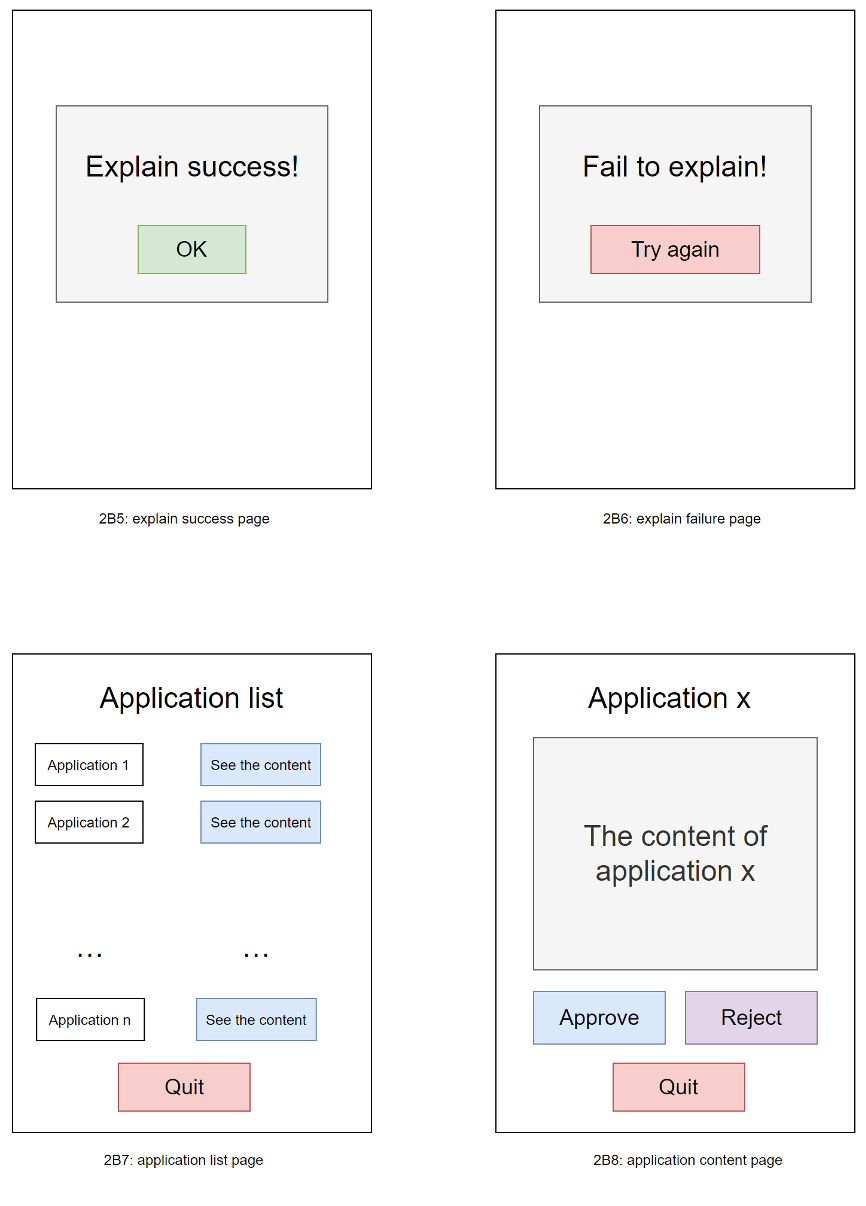 Explain success!
OK
2B5: explain success page
Fail to explain!
Try again
2B6: explain failure page
Application list
Application 1
See the content
Application 2
See the content
...
...
Application n
See the content
Quit
2B7: application list page
Application x
The content of
application x
Approve
Reject
Quit
2B8: application content page